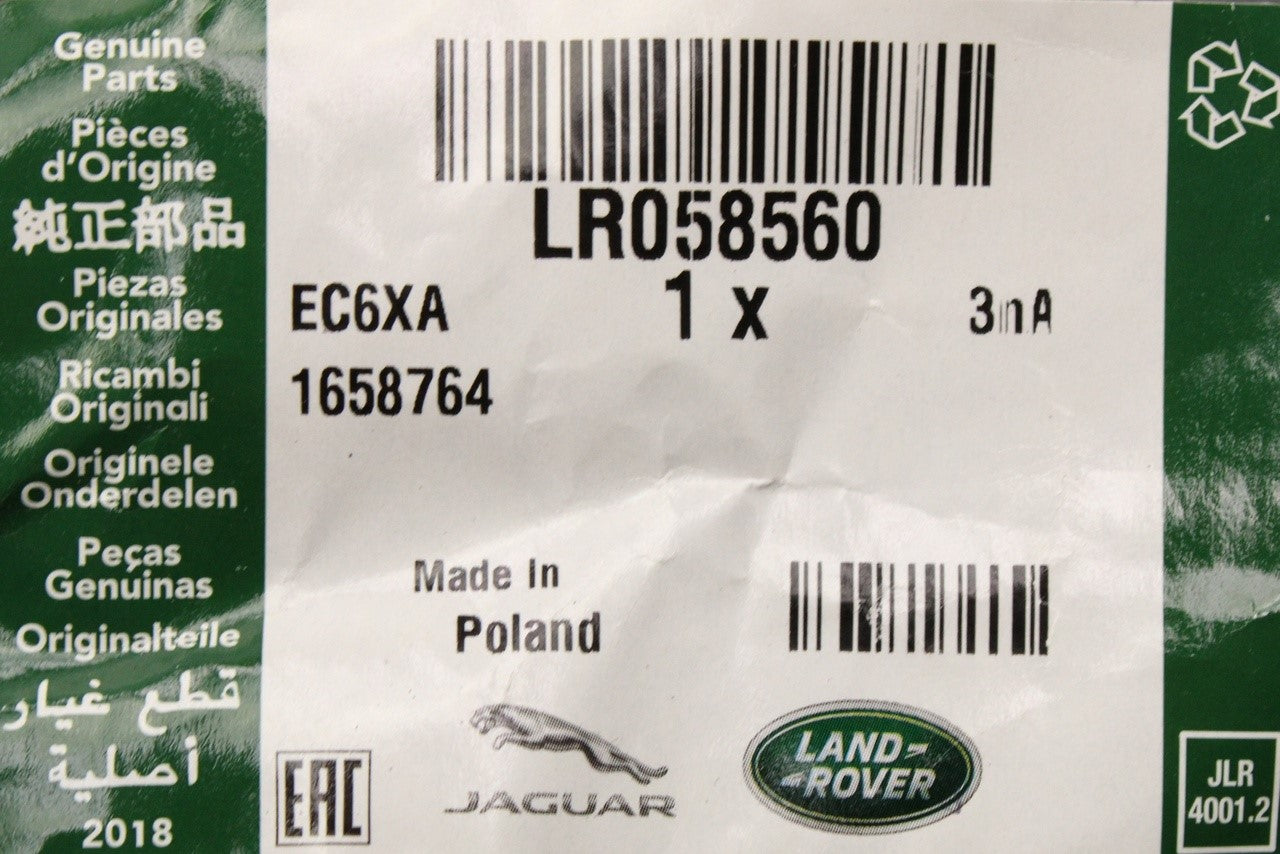 Genuine
Parts
Pièces
d'Origine
純正部品
Piezas
Originales
Ricambi
Originali
Originele
Onderdelen
Peças
Genuinas
Originalteile
قطع غيار
أصلية
2018
LR058560
EC6XA
1 x
3nA
1658764
Made In
Poland
EAC
JAGUAR
LAND-
-ROVER
JLR
4001.2